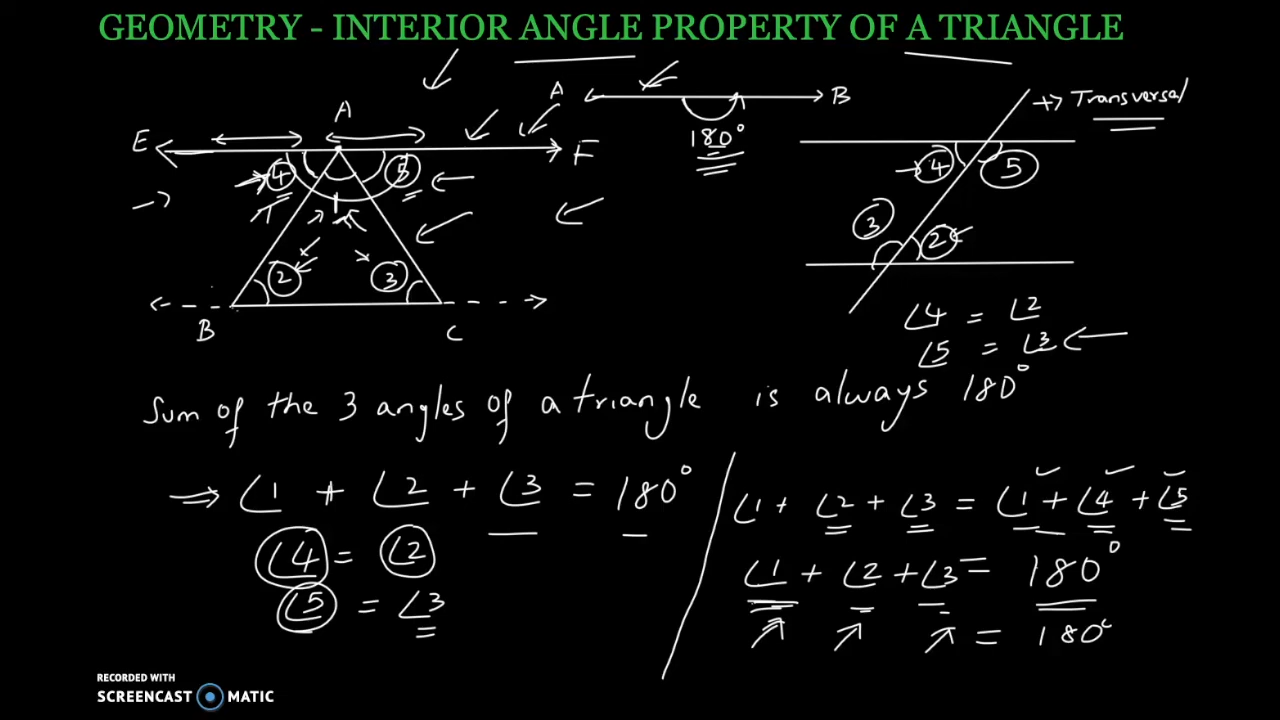 GEOMETRY - INTERIOR ANGLE PROPERTY OF A TRIANGLE
A
E
F
4
5
1
2
3
B
C
A
B
180°
Transversal
4
5
3
2
∠4 = ∠2
∠5 = ∠3
Sum of the 3 angles of a triangle is always 180°
⇒ ∠1 + ∠2 + ∠3 = 180°
∠4 = ∠2
∠5 = ∠3
∠1 + ∠2 + ∠3 = ∠1 + ∠4 + ∠5
∠1 + ∠2 + ∠3 = 180°
= 180°
RECORDED WITH
SCREENCAST MATIC